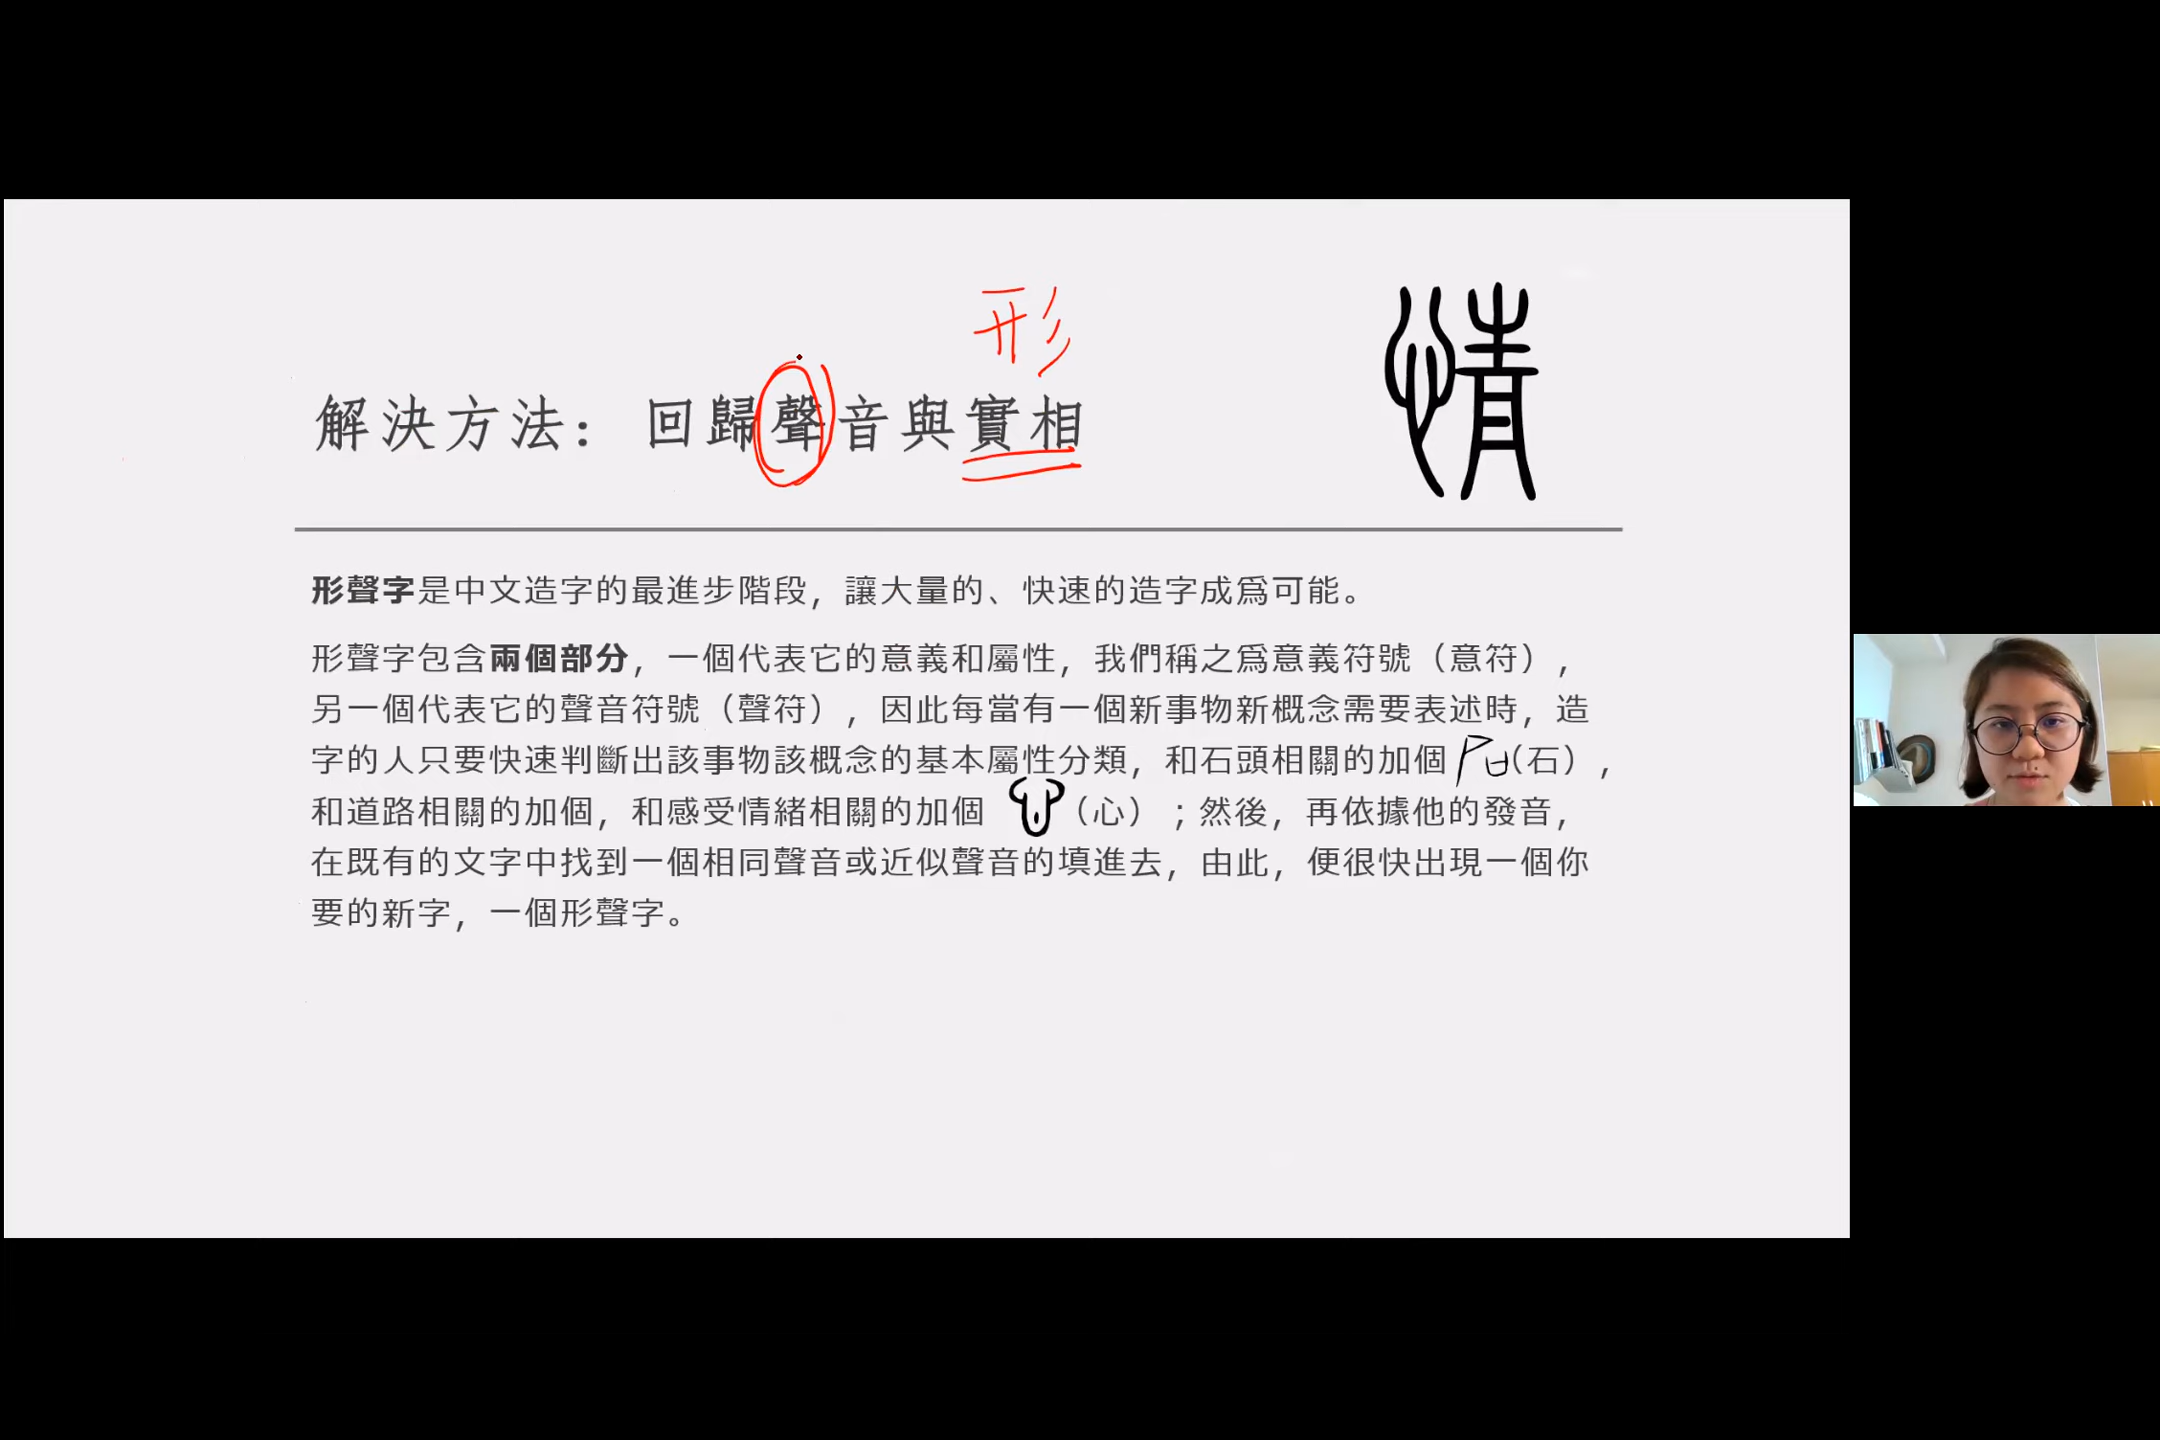 形
情
解決方法：回歸聲音與實相
形聲字是中文造字的最進步階段，讓大量的、快速的造字成爲可能。
形聲字包含兩個部分，一個代表它的意義和屬性，我們稱之爲意義符號（意符），
另一個代表它的聲音符號（聲符），因此每當有一個新事物新概念需要表述時，造
字的人只要快速判斷出該事物該概念的基本屬性分類，和石頭相關的加個石（石），
和道路相關的加個，和感受情緒相關的加個心（心）；然後，再依據他的發音，
在既有的文字中找到一個相同聲音或近似聲音的填進去，由此，便很快出現一個你
要的新字，一個形聲字。